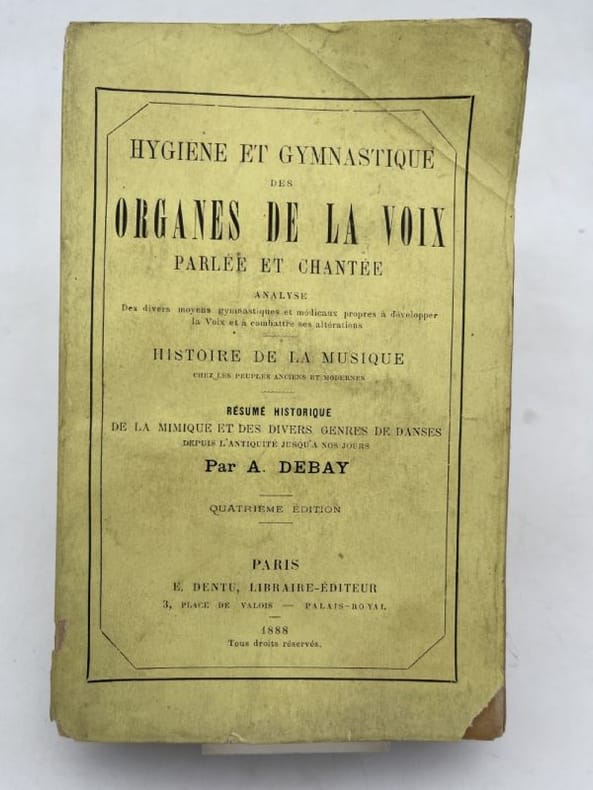 HYGIÈNE ET GYMNASTIQUE
DES
ORGANES DE LA VOIX
PARLÉE ET CHANTÉE
ANALYSE
Des divers moyens gymnastiques et médicaux propres à développer
la Voix et à combattre ses altérations
HISTOIRE DE LA MUSIQUE
CHEZ LES PEUPLES ANCIENS ET MODERNES
RÉSUMÉ HISTORIQUE
DE LA MIMIQUE ET DES DIVERS GENRES DE DANSES
DEPUIS L'ANTIQUITÉ JUSQU'A NOS JOURS
Par A. DEBAY
QUATRIÈME ÉDITION
PARIS
E. DENTU, LIBRAIRE-ÉDITEUR
3, PLACE DE VALOIS — PALAIS-ROYAL
1888
Tous droits réservés.